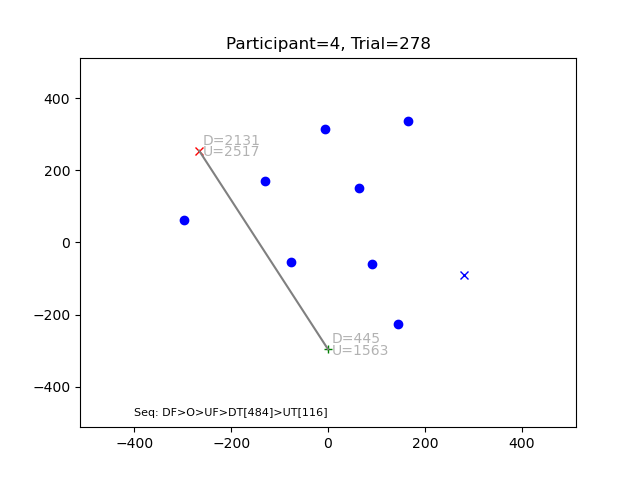 Participant=4, Trial=278
400
200
0
−200
−400
D=2131
U=2517
D=445
U=1563
Seq: DF>O>UF>DT[484]>UT[116]
−400
−200
0
200
400